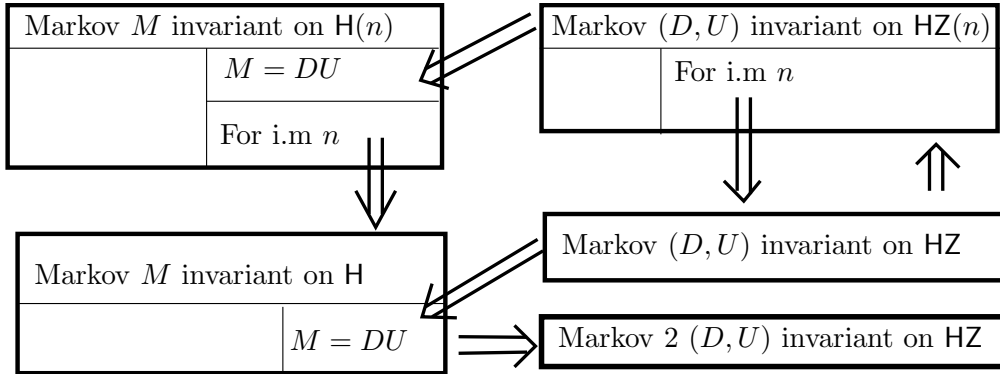 Markov M invariant on H(n)
M = DU
For i.m n
Markov (D, U) invariant on HZ(n)
For i.m n
Markov M invariant on H
M = DU
Markov (D, U) invariant on HZ
Markov 2 (D, U) invariant on HZ